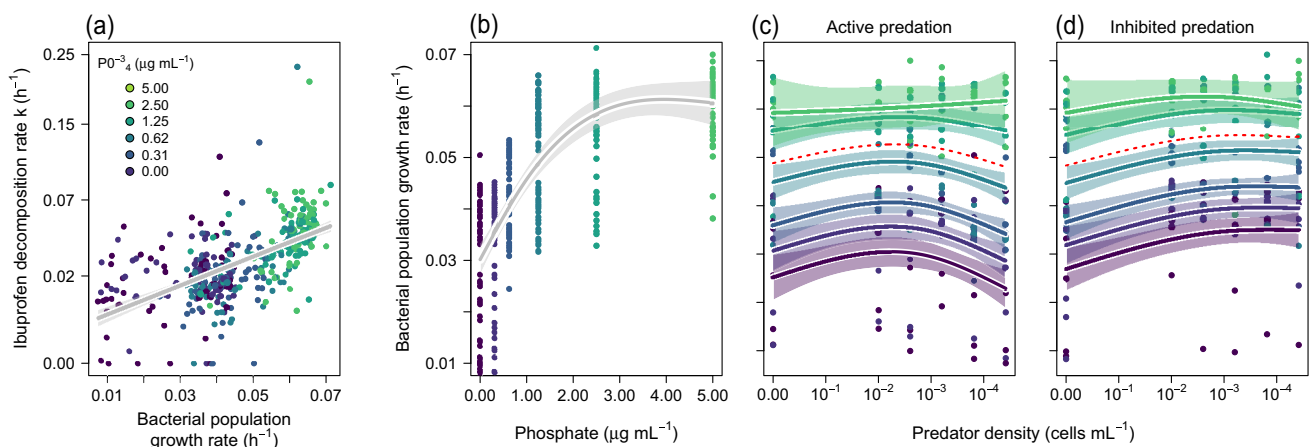 (a)
Ibuprofen decomposition rate k (h⁻¹)
0.25
0.15
0.07
0.02
0.00
P0⁻³₄ (µg mL⁻¹)
5.00
2.50
1.25
0.62
0.31
0.00
0.01 0.03 0.05 0.07
Bacterial population
growth rate (h⁻¹)
(b)
Bacterial population growth rate (h⁻¹)
0.07
0.05
0.03
0.01
0.00 1.00 2.00 3.00 4.00 5.00
Phosphate (µg mL⁻¹)
(c) Active predation
0.00 10⁻¹ 10⁻² 10⁻³ 10⁻⁴
(d) Inhibited predation
0.00 10⁻¹ 10⁻² 10⁻³ 10⁻⁴
Predator density (cells mL⁻¹)